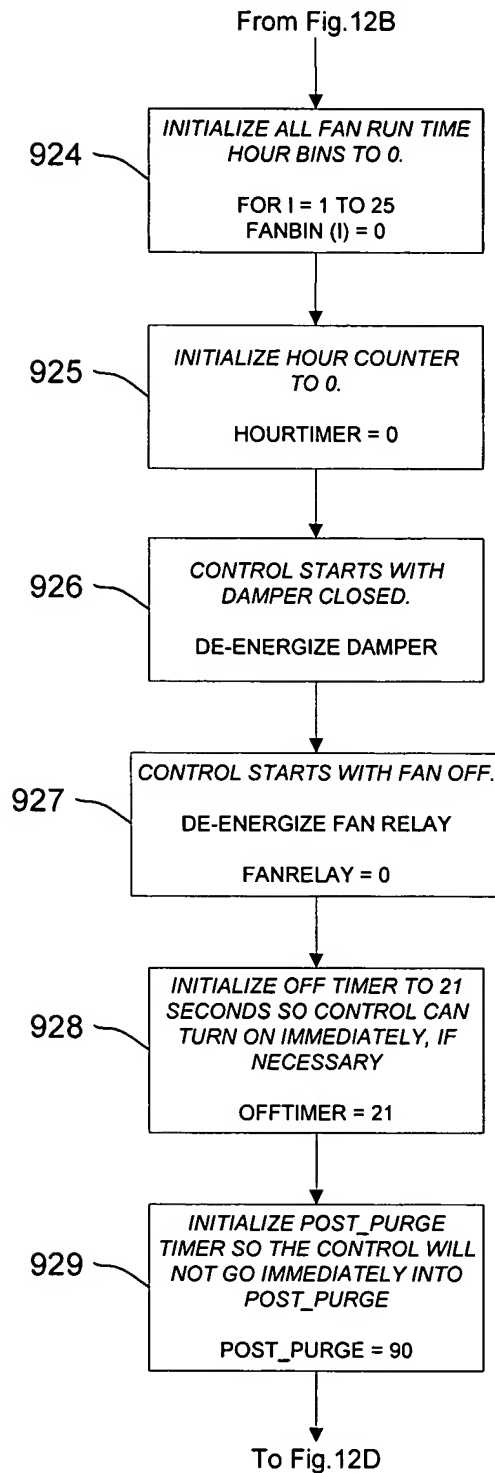 From Fig.12B
924
INITIALIZE ALL FAN RUN TIME
HOUR BINS TO 0.
FOR I = 1 TO 25
FANBIN (I) = 0
925
INITIALIZE HOUR COUNTER
TO 0.
HOURTIMER = 0
926
CONTROL STARTS WITH
DAMPER CLOSED.
DE-ENERGIZE DAMPER
927
CONTROL STARTS WITH FAN OFF.
DE-ENERGIZE FAN RELAY
FANRELAY = 0
928
INITIALIZE OFF TIMER TO 21
SECONDS SO CONTROL CAN
TURN ON IMMEDIATELY, IF
NECESSARY
OFFTIMER = 21
929
INITIALIZE POST_PURGE
TIMER SO THE CONTROL WILL
NOT GO IMMEDIATELY INTO
POST_PURGE
POST_PURGE = 90
To Fig.12D